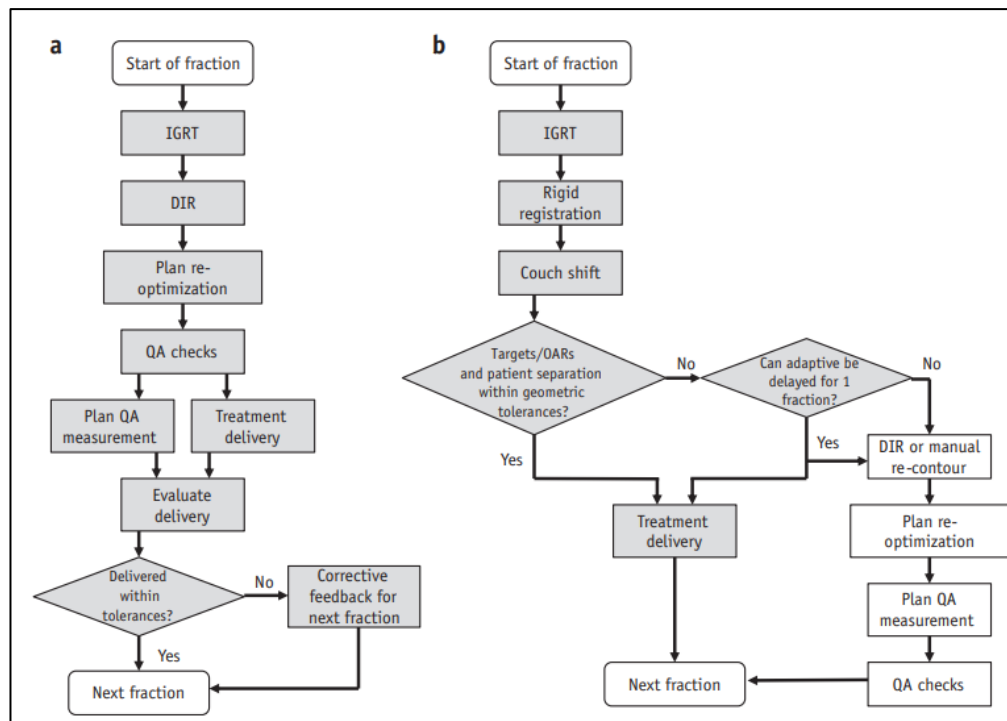 a
Start of fraction
IGRT
DIR
Plan re-
optimization
QA checks
Plan QA
measurement
Treatment
delivery
Evaluate
delivery
Delivered
within
tolerances?
No
Corrective
feedback for
next fraction
Yes
Next fraction
b
Start of fraction
IGRT
Rigid
registration
Couch shift
Targets/OARs
and patient separation
within geometric
tolerances?
No
Can adaptive be
delayed for 1
fraction?
No
Yes
Yes
DIR or manual
re-contour
Treatment
delivery
Plan re-
optimization
Plan QA
measurement
QA checks
Next fraction